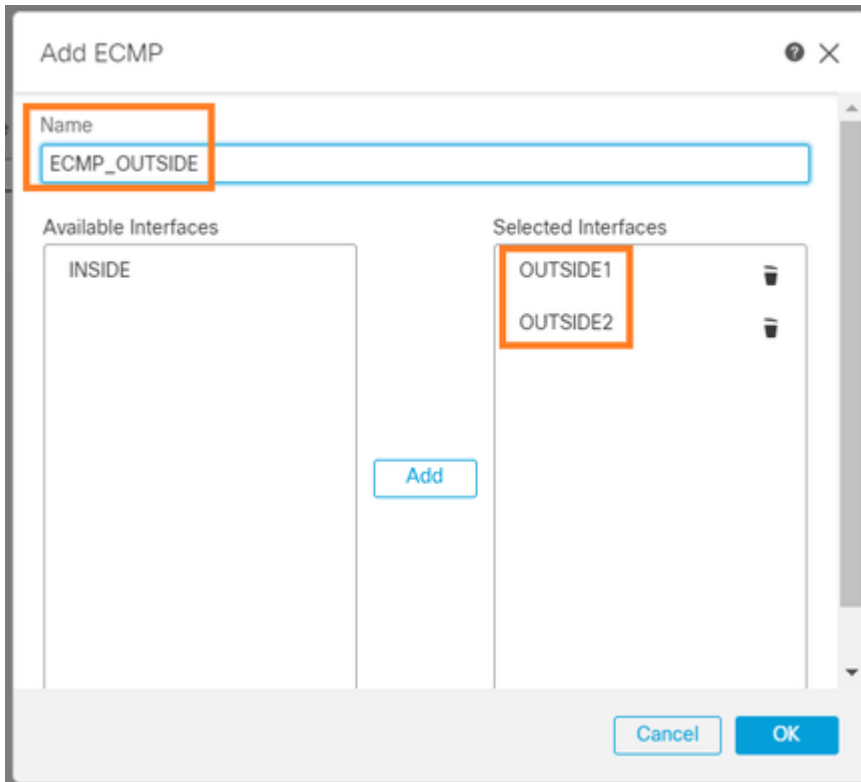 Add ECMP
Name
ECMP_OUTSIDE
Available Interfaces
INSIDE
Add
Selected Interfaces
OUTSIDE1
OUTSIDE2
Cancel
OK